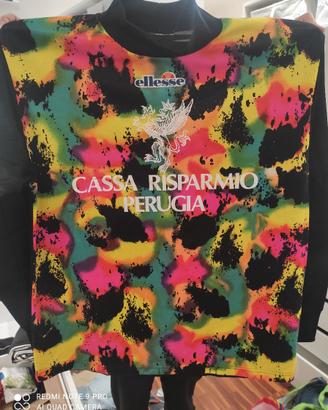 ellesse
CASSA RISPARMIO
PERUGIA
REDMI NOTE 9 PRO
AI QUAD CAMERA